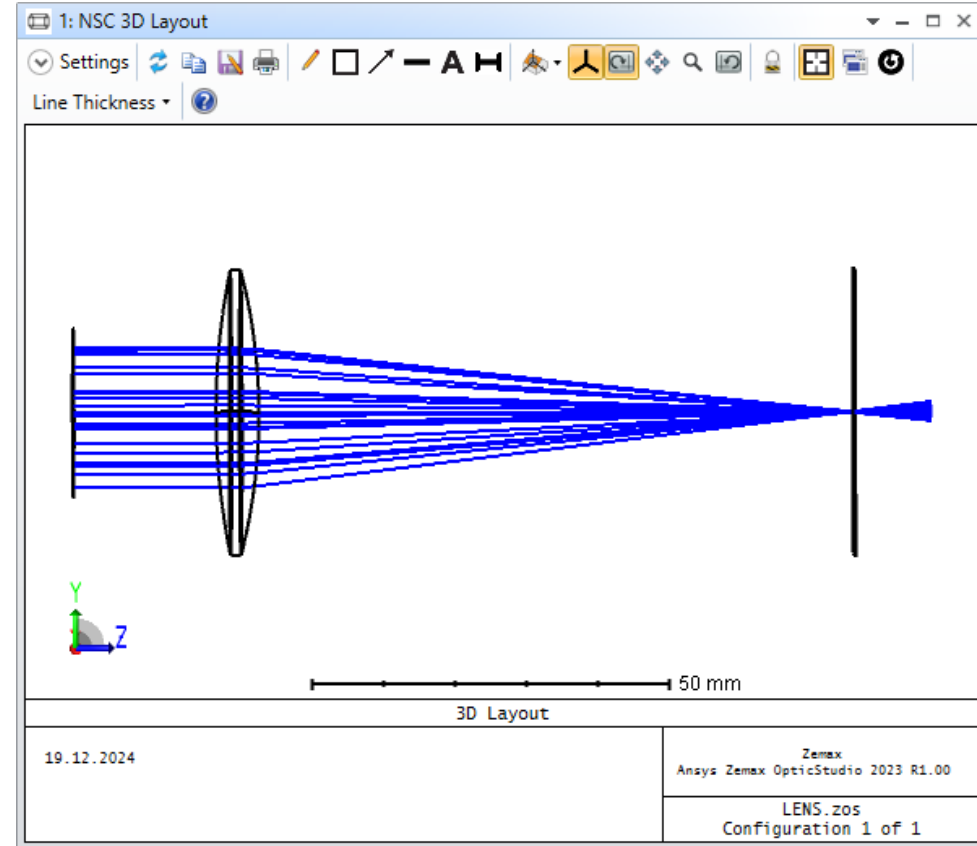 1: NSC 3D Layout
Settings
A
Line Thickness
Y
Z
50 mm
3D Layout
19.12.2024
Zemax
Ansys Zemax OpticStudio 2023 R1.00
LENS.zos
Configuration 1 of 1